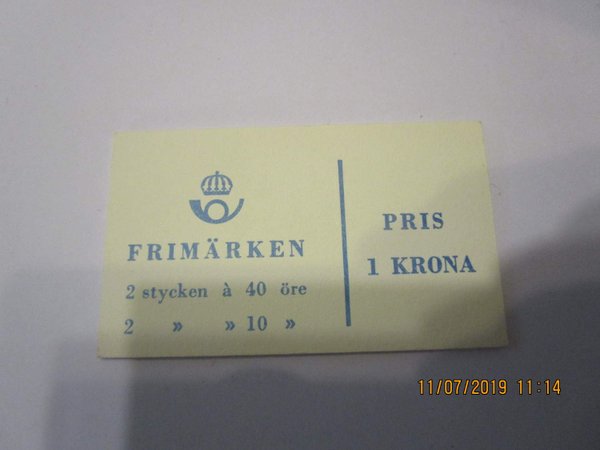 FRIMÄRKEN
2 stycken à 40 öre
2 » » 10 »
PRIS
1 KRONA
11/07/2019 11:14